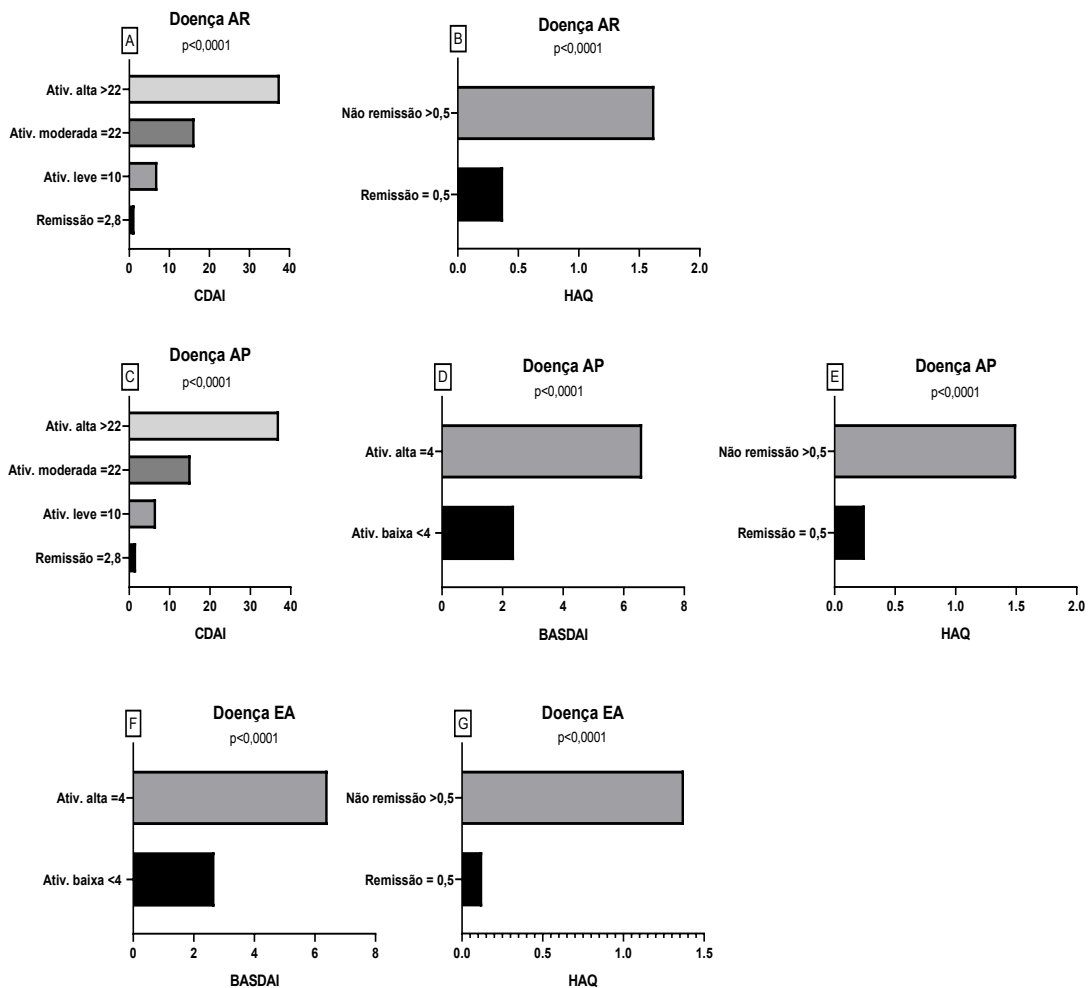 A
Doença AR
p<0,0001
Ativ. alta >22
Ativ. moderada =22
Ativ. leve =10
Remissão =2,8
0 10 20 30 40
CDAI
B
Doença AR
p<0,0001
Não remissão >0,5
Remissão = 0,5
0.0 0.5 1.0 1.5 2.0
HAQ
C
Doença AP
p<0,0001
Ativ. alta >22
Ativ. moderada =22
Ativ. leve =10
Remissão =2,8
0 10 20 30 40
CDAI
D
Doença AP
p<0,0001
Ativ. alta =4
Ativ. baixa <4
0 2 4 6 8
BASDAI
E
Doença AP
p<0,0001
Não remissão >0,5
Remissão = 0,5
0.0 0.5 1.0 1.5 2.0
HAQ
F
Doença EA
p<0,0001
Ativ. alta =4
Ativ. baixa <4
0 2 4 6 8
BASDAI
G
Doença EA
p<0,0001
Não remissão >0,5
Remissão = 0,5
0.0 0.5 1.0 1.5
HAQ